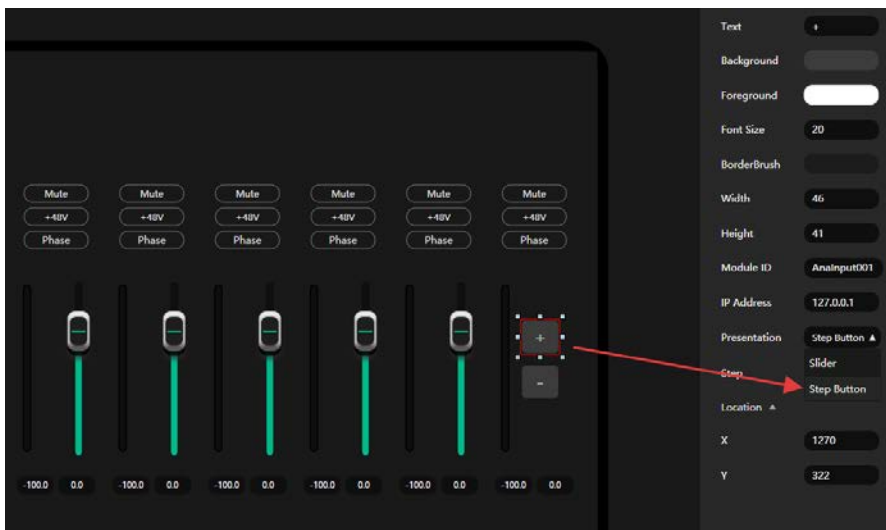 Text +
Background
Foreground
Font Size 20
BorderBrush
Mute Mute Mute Mute Mute Mute
Width 46
+48V +48V +48V +48V +48V +48V
Height 41
Phase Phase Phase Phase Phase Phase
Module ID AnaInput001
IP Address 127.0.0.1
+
Presentation Step Button ▲
Slider
Step
-
Step Button
Location ▲
X 1270
Y 322
-100.0 0.0 -100.0 0.0 -100.0 0.0 -100.0 0.0 -100.0 0.0 -100.0 0.0